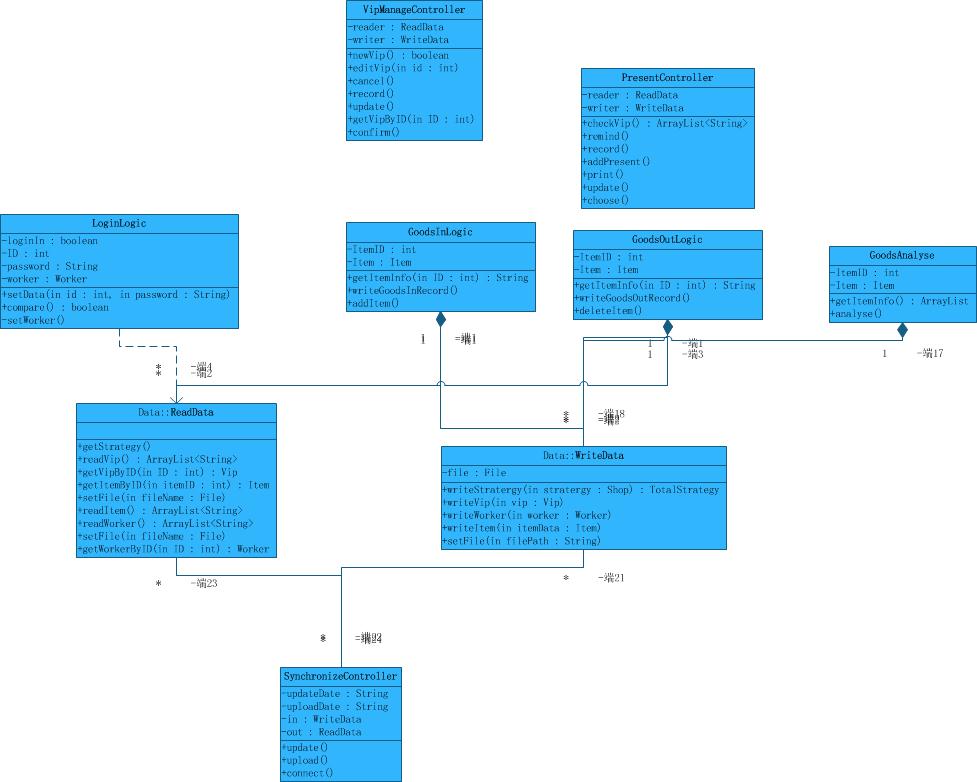 VipManageController
-reader : ReadData
-writer : WriteData
+newVip() : boolean
+editVip(in id : int)
+cancel()
+record()
+update()
+getVipByID(in ID : int)
+confirm()
PresentController
-reader : ReadData
-writer : WriteData
+checkVip() : ArrayList<String>
+remind()
+record()
+addPresent()
+print()
+update()
+choose()
LoginLogic
-loginIn : boolean
-ID : int
-password : String
-worker : Worker
+setData(in id : int, in password : String)
+compare() : boolean
-setWorker()
GoodsInLogic
-ItemID : int
-Item : Item
+getItemInfo(in ID : int) : String
+writeGoodsInRecord()
+addItem()
GoodsOutLogic
-ItemID : int
-Item : Item
+getItemInfo(in ID : int) : String
+writeGoodsOutRecord()
+deleteItem()
GoodsAnalyse
-ItemID : int
-Item : Item
+getItemInfo() : ArrayList
+analyse()
1 -端1
1 -端1
1 -端3
1 -端17
* -端4
* -端2
* -端18
*
Data::ReadData
+getStrategy()
+readVip() : ArrayList<String>
+getVipByID(in ID : int) : Vip
+getItemByID(in itemID : int) : Item
+setFile(in fileName : File)
+readItem() : ArrayList<String>
+readWorker() : ArrayList<String>
+setFile(in fileName : File)
+getWorkerByID(in ID : int) : Worker
Data::WriteData
-file : File
+writeStratergy(in stratergy : Shop) : TotalStrategy
+writeVip(in vip : Vip)
+writeWorker(in worker : Worker)
+writeItem(in itemData : Item)
+setFile(in filePath : String)
* -端23
* -端21
*
SynchronizeController
-updateDate : String
-uploadDate : String
-in : WriteData
-out : ReadData
+update()
+upload()
+connect()